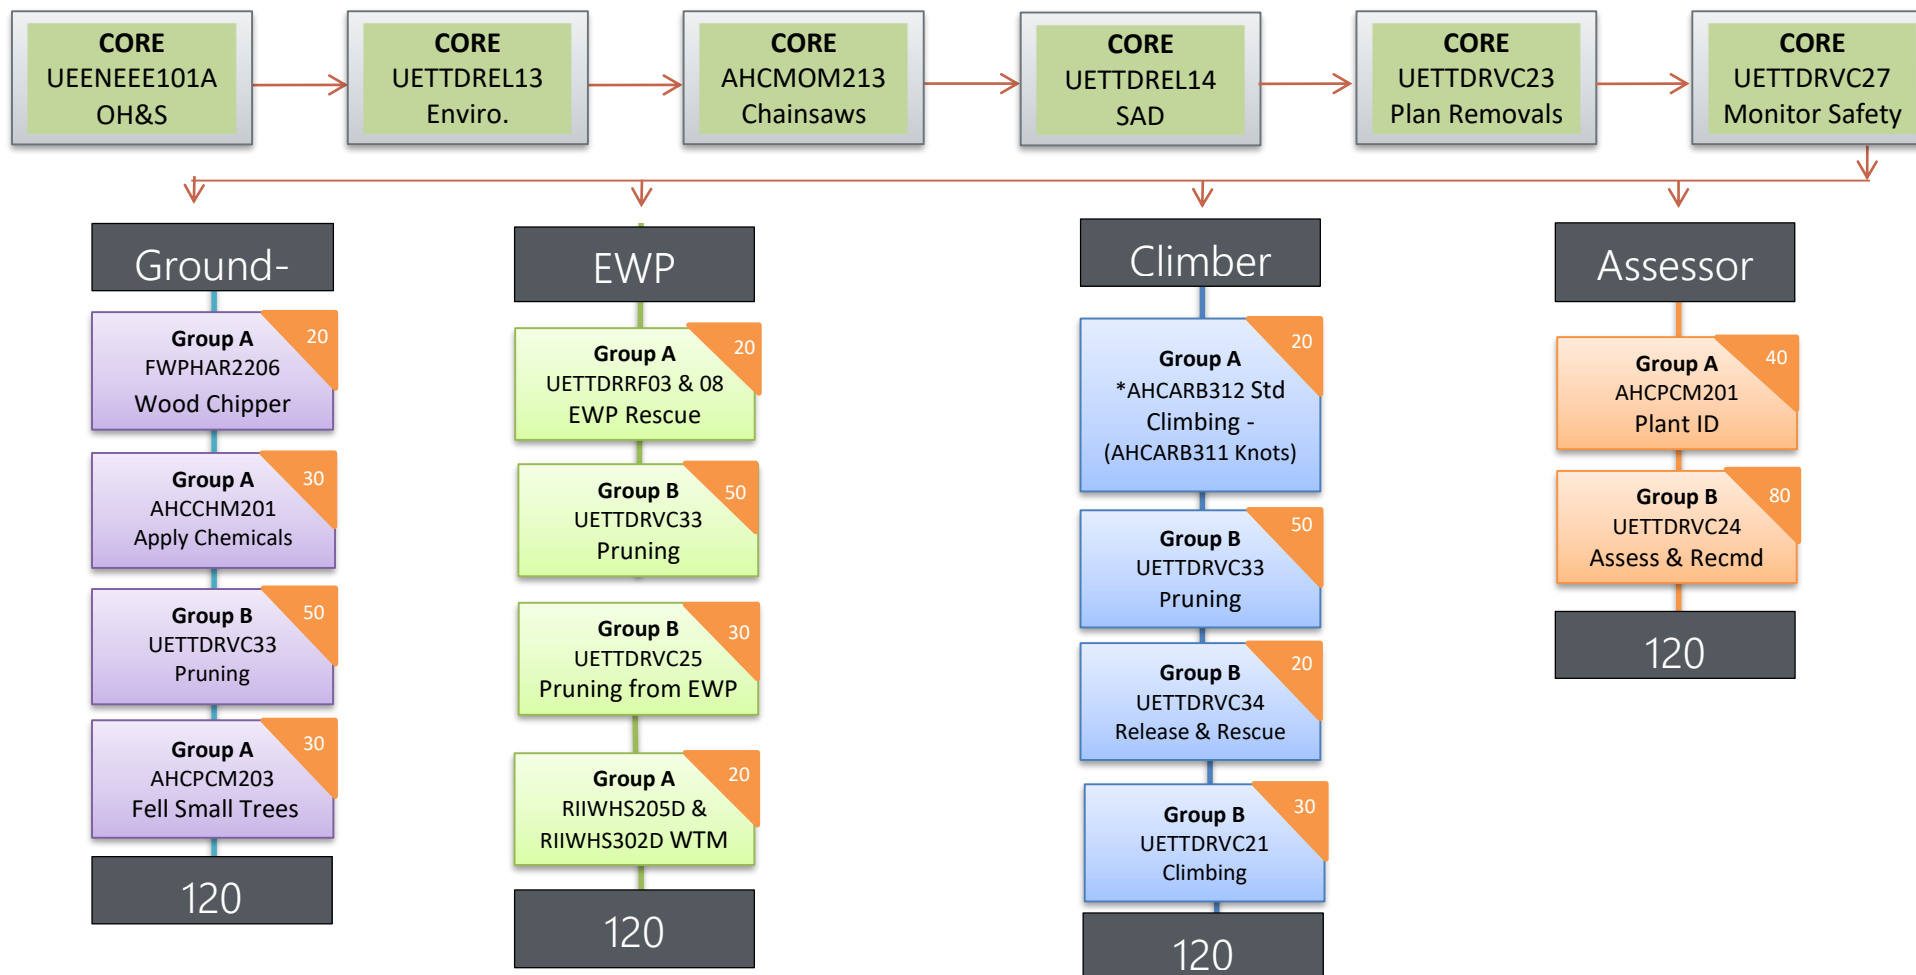 CORE
UEENEEE101A
OH&S
CORE
UETTDREL13
Enviro.
CORE
AHCMOM213
Chainsaws
CORE
UETTDREL14
SAD
CORE
UETTDRVC23
Plan Removals
CORE
UETTDRVC27
Monitor Safety
Ground-
Group A
20
FWPHAR2206
Wood Chipper
Group A
30
AHCCHM201
Apply Chemicals
Group B
50
UETTDRVC33
Pruning
Group A
30
AHCPCM203
Fell Small Trees
120
EWP
Group A
20
UETTDRRF03 & 08
EWP Rescue
Group B
50
UETTDRVC33
Pruning
Group B
30
UETTDRVC25
Pruning from EWP
Group A
20
RIIWHS205D &
RIIWHS302D WTM
120
Climber
Group A
20
*AHCARB312 Std
Climbing -
(AHCARB311 Knots)
Group B
50
UETTDRVC33
Pruning
Group B
20
UETTDRVC34
Release & Rescue
Group B
30
UETTDRVC21
Climbing
120
Assessor
Group A
40
AHCPCM201
Plant ID
Group B
80
UETTDRVC24
Assess & Recmd
120